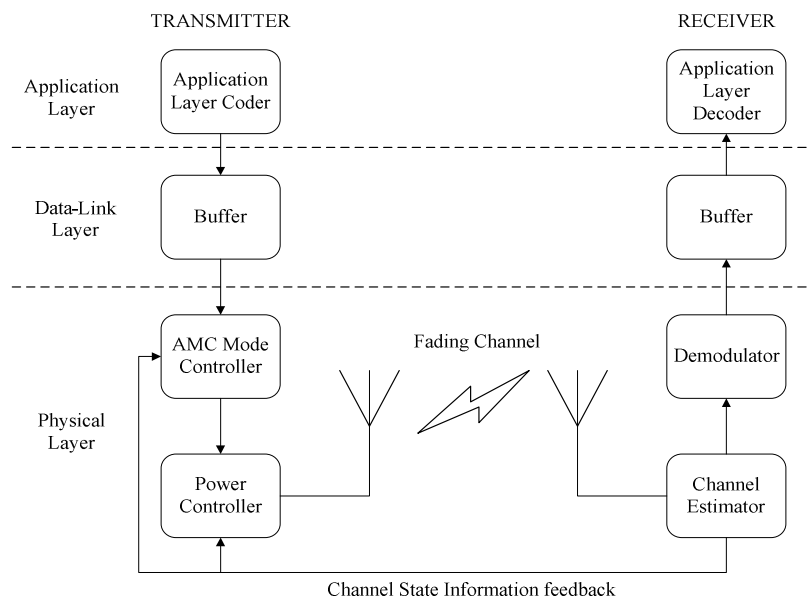 TRANSMITTER
RECEIVER
Application
Layer
Application
Layer Coder
Application
Layer
Decoder
Data-Link
Layer
Buffer
Buffer
Physical
Layer
AMC Mode
Controller
Fading Channel
Demodulator
Power
Controller
Channel
Estimator
Channel State Information feedback